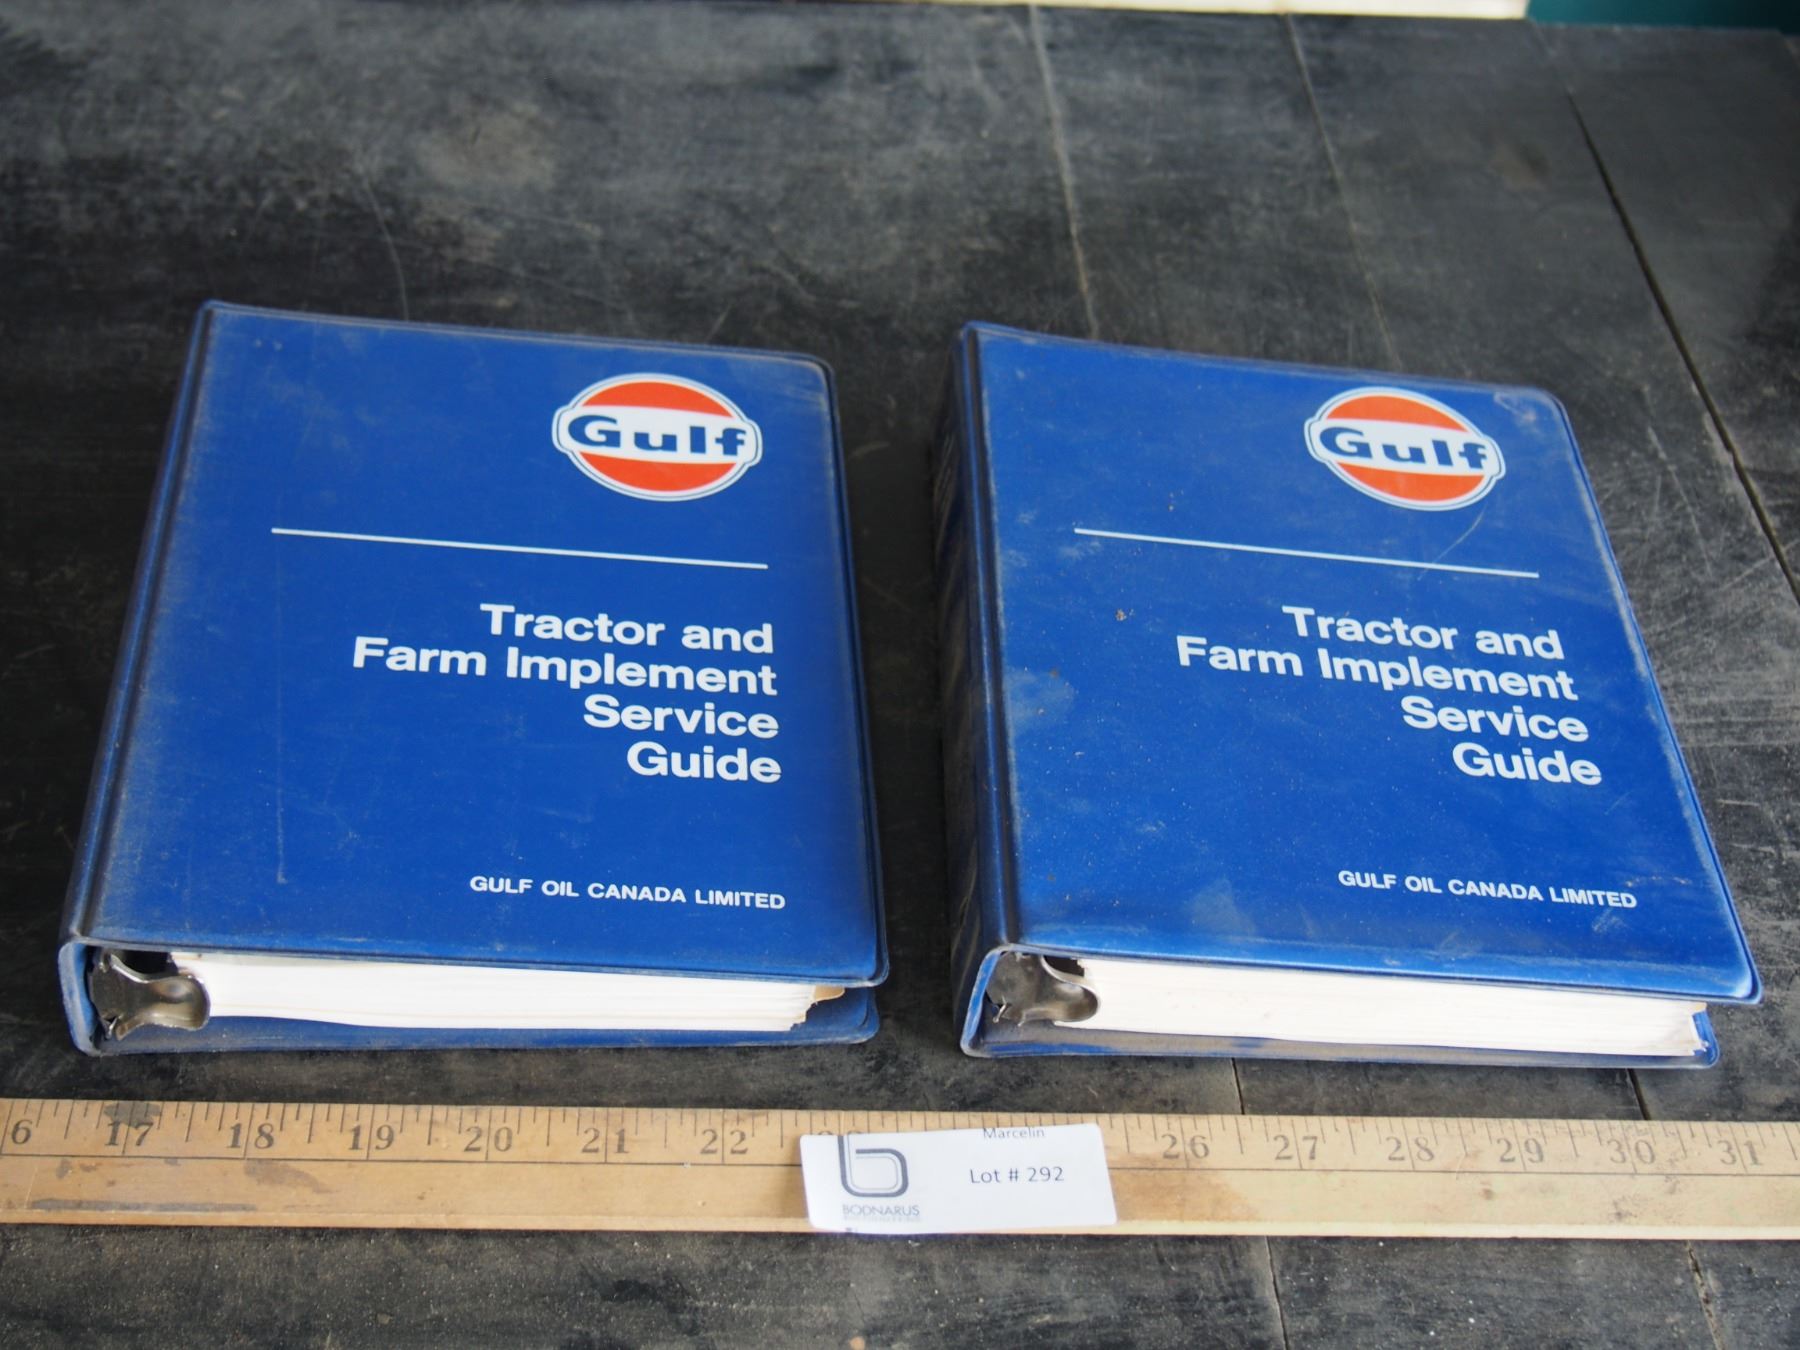 Gulf
Tractor and
Farm Implement
Service
Guide
GULF OIL CANADA LIMITED
Gulf
Tractor and
Farm Implement
Service
Guide
GULF OIL CANADA LIMITED
6 17 18 19 20 21 22 26 27 28 29 30 31
Marcelin
Lot # 292
b
BODNARUS